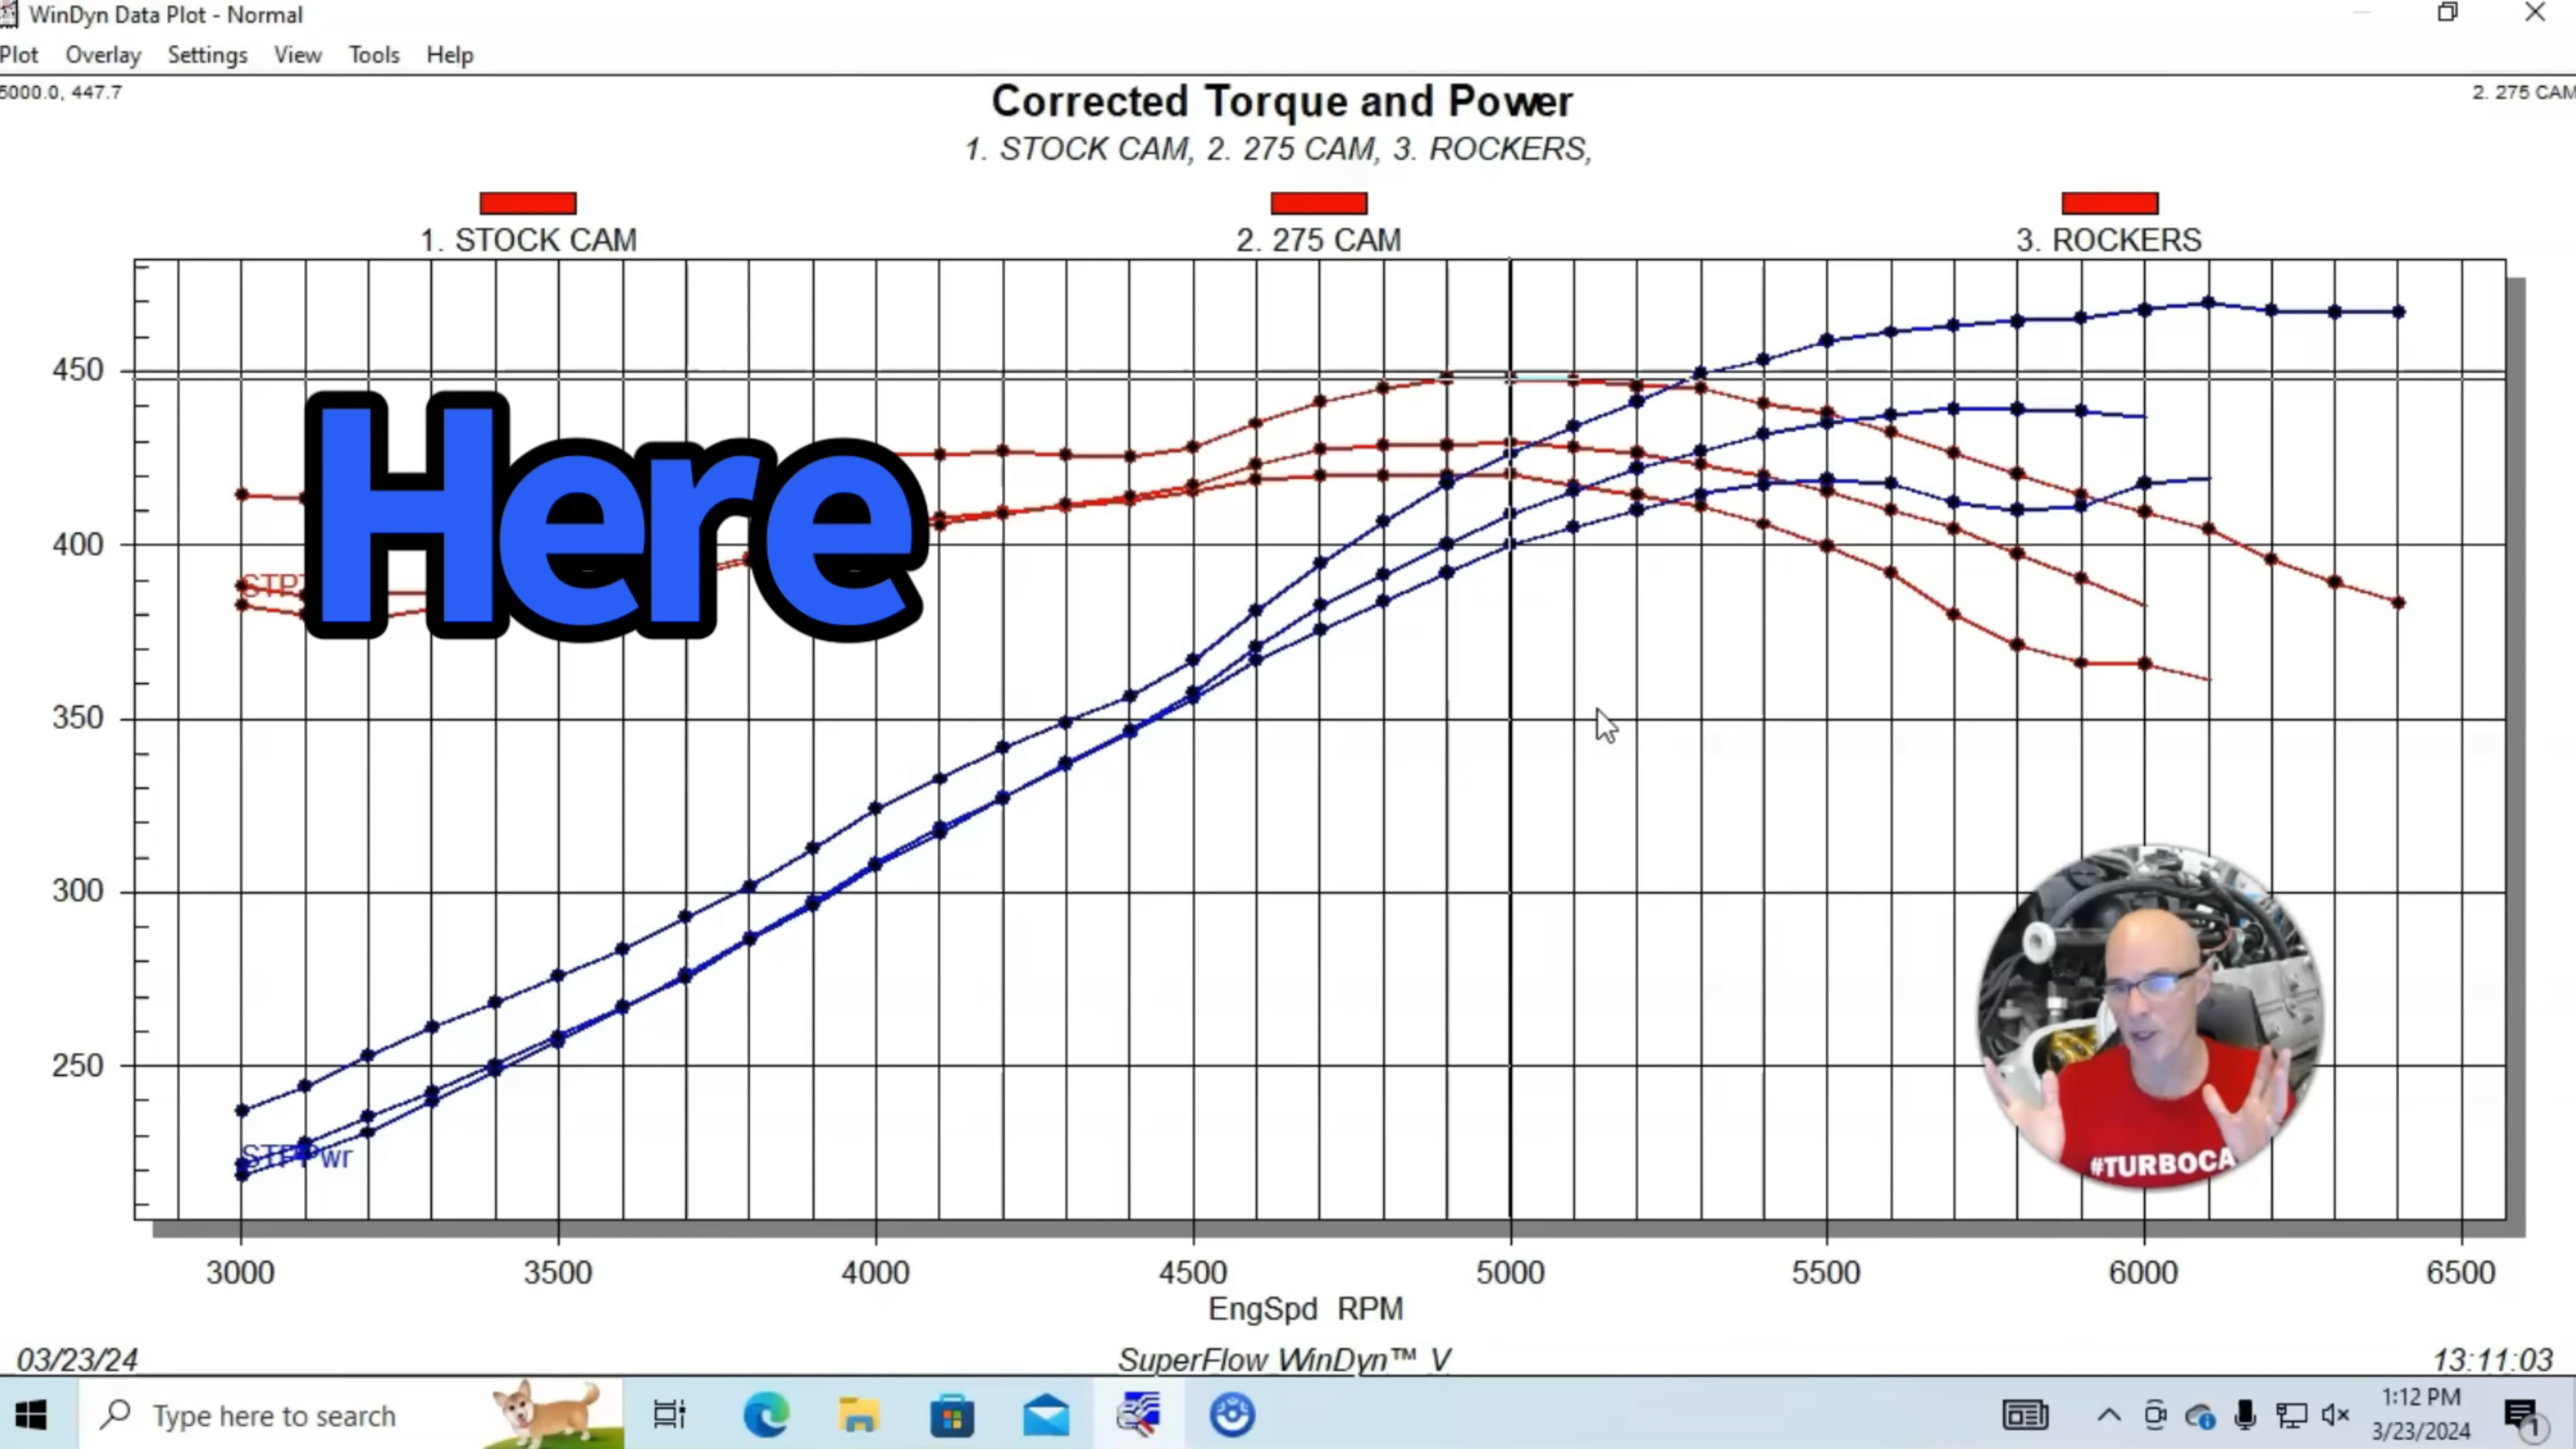 WinDyn Data Plot - Normal
Plot Overlay Settings View Tools Help
5000.0, 447.7
Corrected Torque and Power
2. 275 CAM
1. STOCK CAM, 2. 275 CAM, 3. ROCKERS,
1. STOCK CAM
2. 275 CAM
3. ROCKERS
450
400
350
300
250
Here
STP
STPPwr
#TURBOCA
3000 3500 4000 4500 5000 5500 6000 6500
EngSpd RPM
03/23/24
SuperFlow WinDyn™ V
13:11:03
Type here to search
1:12 PM
3/23/2024
1